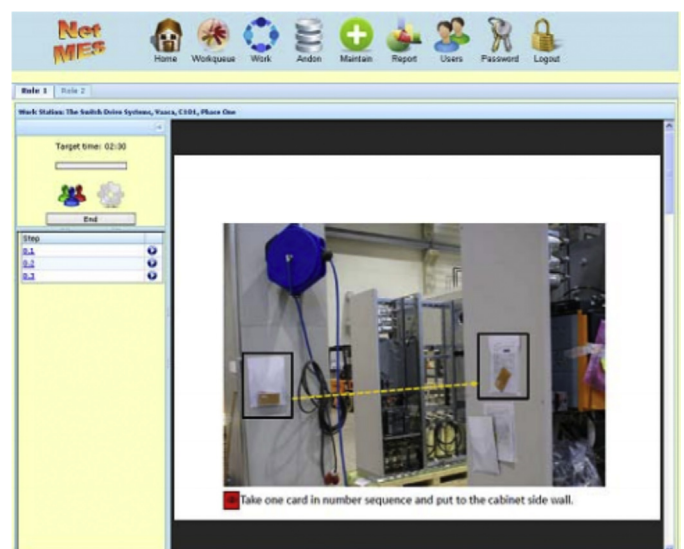 Net
MES
Home Workqueue Work Andon Maintain Report Users Password Logout
Role 1 Role 2
Work Station: The Switch Drive Systems, Vaasa, C101, Phase One
Target time: 02:30
End
Step
0.1
0.2
0.3
Take one card in number sequence and put to the cabinet side wall.